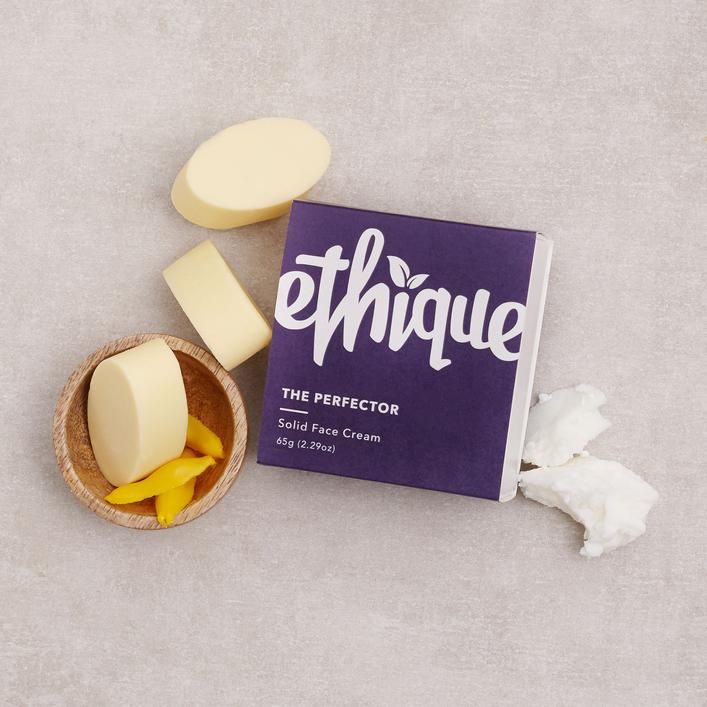 ethique
THE PERFECTOR
Solid Face Cream
65g (2.29oz)